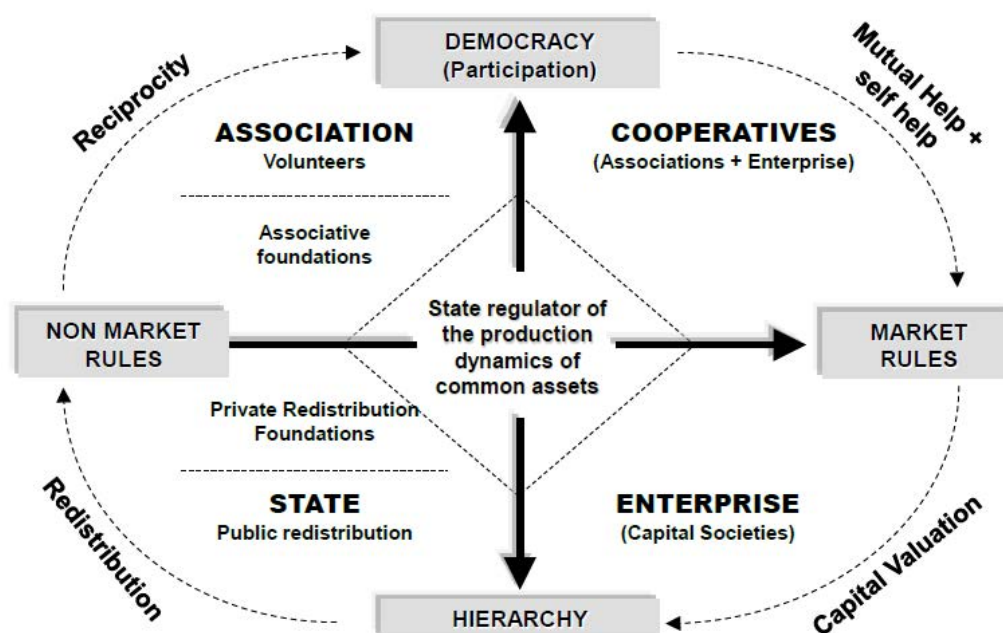 DEMOCRACY
(Participation)
Reciprocity
Mutual Help +
self help
ASSOCIATION
Volunteers
COOPERATIVES
(Associations + Enterprise)
Associative
foundations
NON MARKET
RULES
State regulator of
the production
dynamics of
common assets
MARKET
RULES
Private Redistribution
Foundations
STATE
Public redistribution
ENTERPRISE
(Capital Societies)
Redistribution
Capital Valuation
HIERARCHY